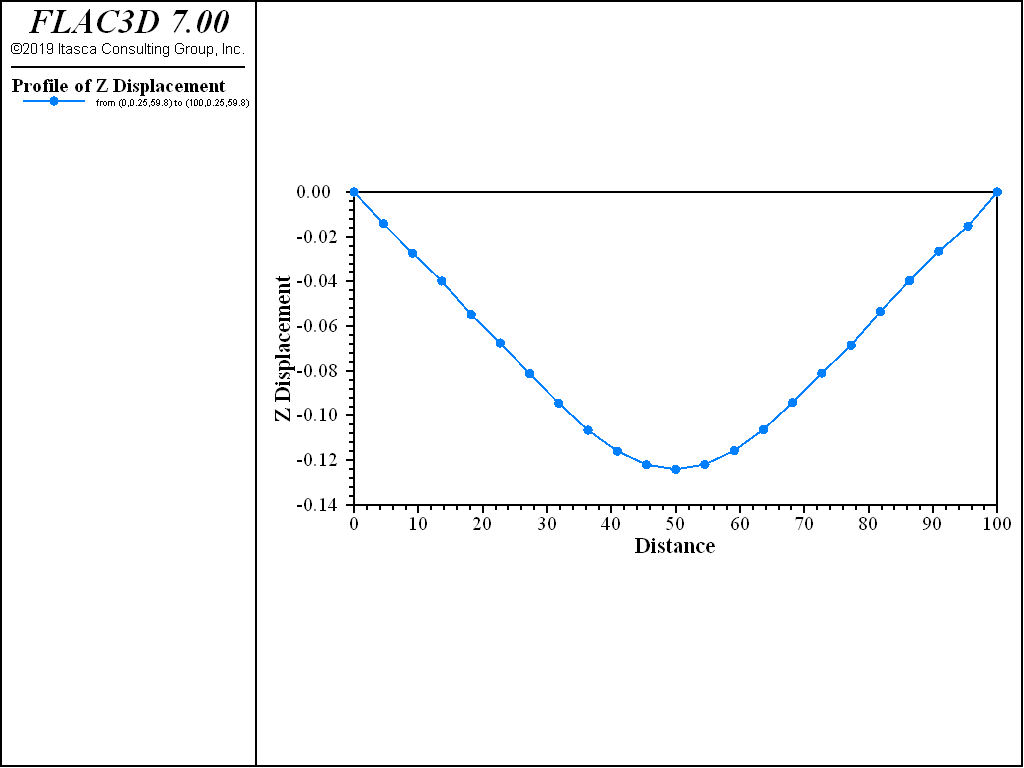 FLAC3D 7.00
©2019 Itasca Consulting Group, Inc.
Profile of Z Displacement
from (0,0.25,59.8) to (100,0.25,59.8)
0.00
-0.02
-0.04
-0.06
-0.08
-0.10
-0.12
-0.14
Z Displacement
0 10 20 30 40 50 60 70 80 90 100
Distance